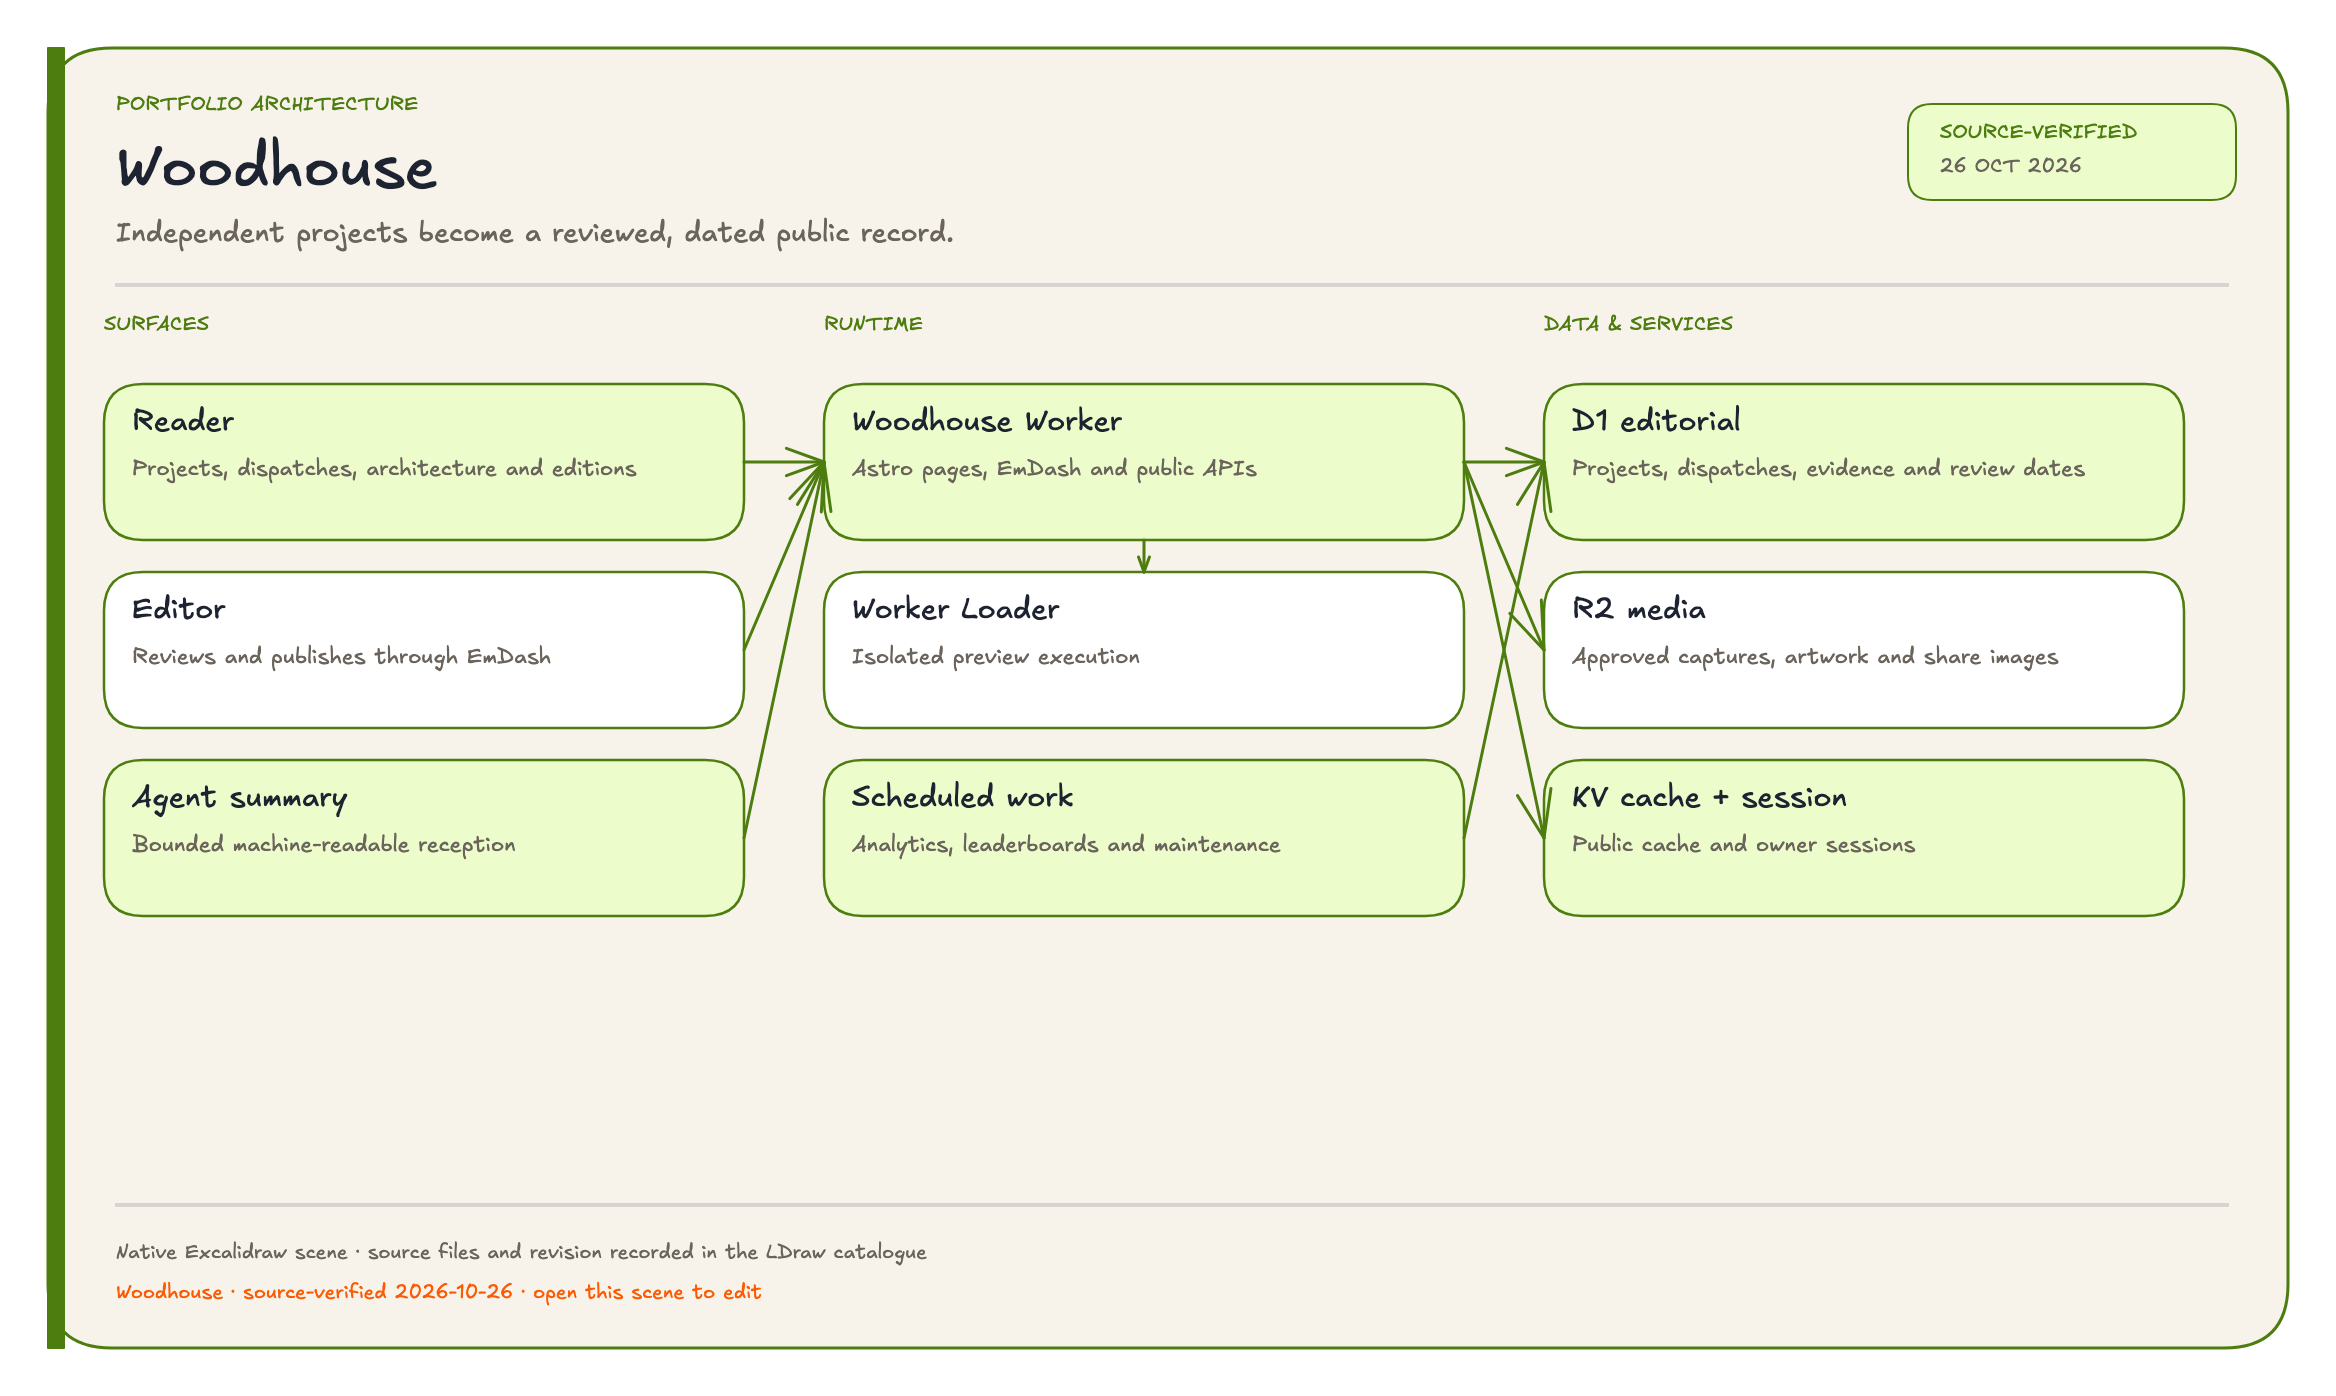 PORTFOLIO ARCHITECTURE
Woodhouse
Independent projects become a reviewed, dated public record.
SOURCE-VERIFIED
26 OCT 2026
SURFACES
Reader
Projects, dispatches, architecture and editions
Editor
Reviews and publishes through EmDash
Agent summary
Bounded machine-readable reception
RUNTIME
Woodhouse Worker
Astro pages, EmDash and public APIs
Worker Loader
Isolated preview execution
Scheduled work
Analytics, leaderboards and maintenance
DATA & SERVICES
D1 editorial
Projects, dispatches, evidence and review dates
R2 media
Approved captures, artwork and share images
KV cache + session
Public cache and owner sessions
Native Excalidraw scene · source files and revision recorded in the LDraw catalogue
Woodhouse · source-verified 2026-10-26 · open this scene to edit